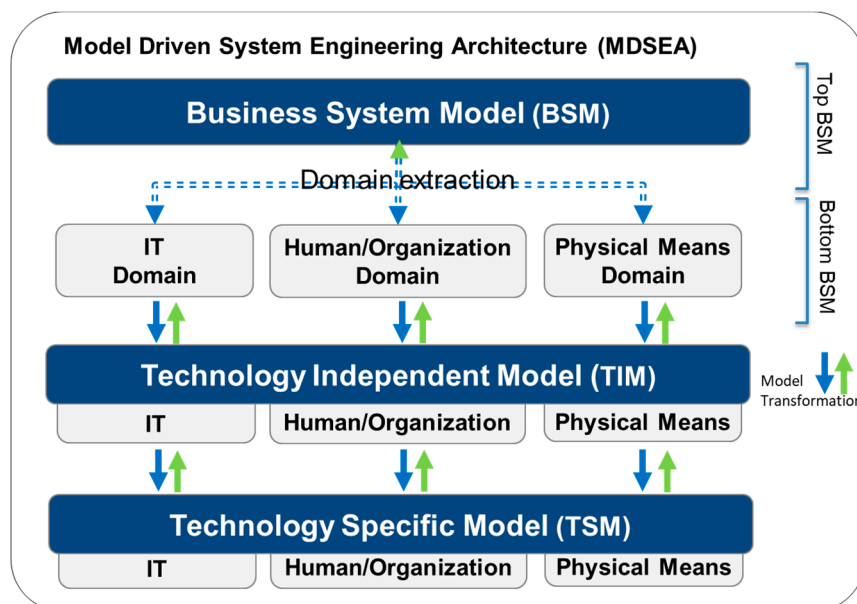 Model Driven System Engineering Architecture (MDSEA)
Business System Model (BSM)
Top BSM
Domain extraction
Bottom BSM
IT
Domain
Human/Organization
Domain
Physical Means
Domain
Technology Independent Model (TIM)
IT
Human/Organization
Physical Means
Model
Transformation
Technology Specific Model (TSM)
IT
Human/Organization
Physical Means